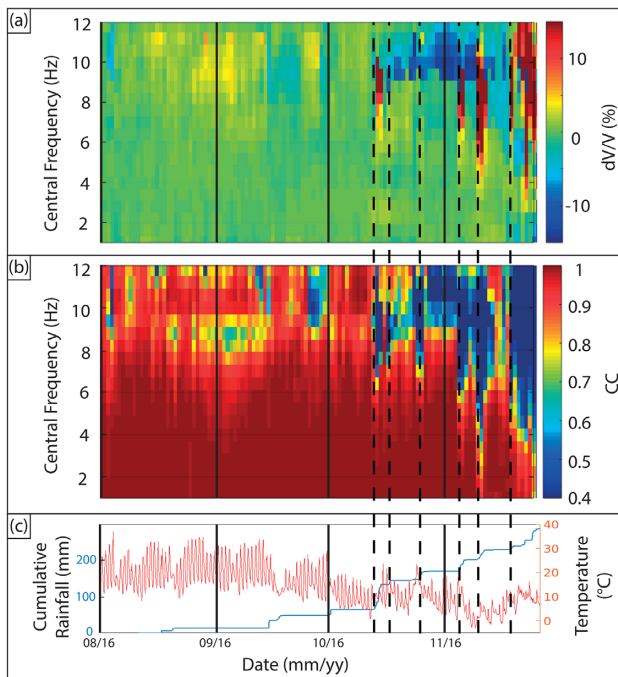 (a)
12
10
8
6
4
2
Central Frequency (Hz)
10
0
-10
dV/V (%)
(b)
12
10
8
6
4
2
Central Frequency (Hz)
1
0.9
0.8
0.7
0.6
0.5
0.4
CC
(c)
Cumulative
Rainfall (mm)
200
100
0
40
30
20
10
0
Temperature
(°C)
08/16 09/16 10/16 11/16
Date (mm/yy)